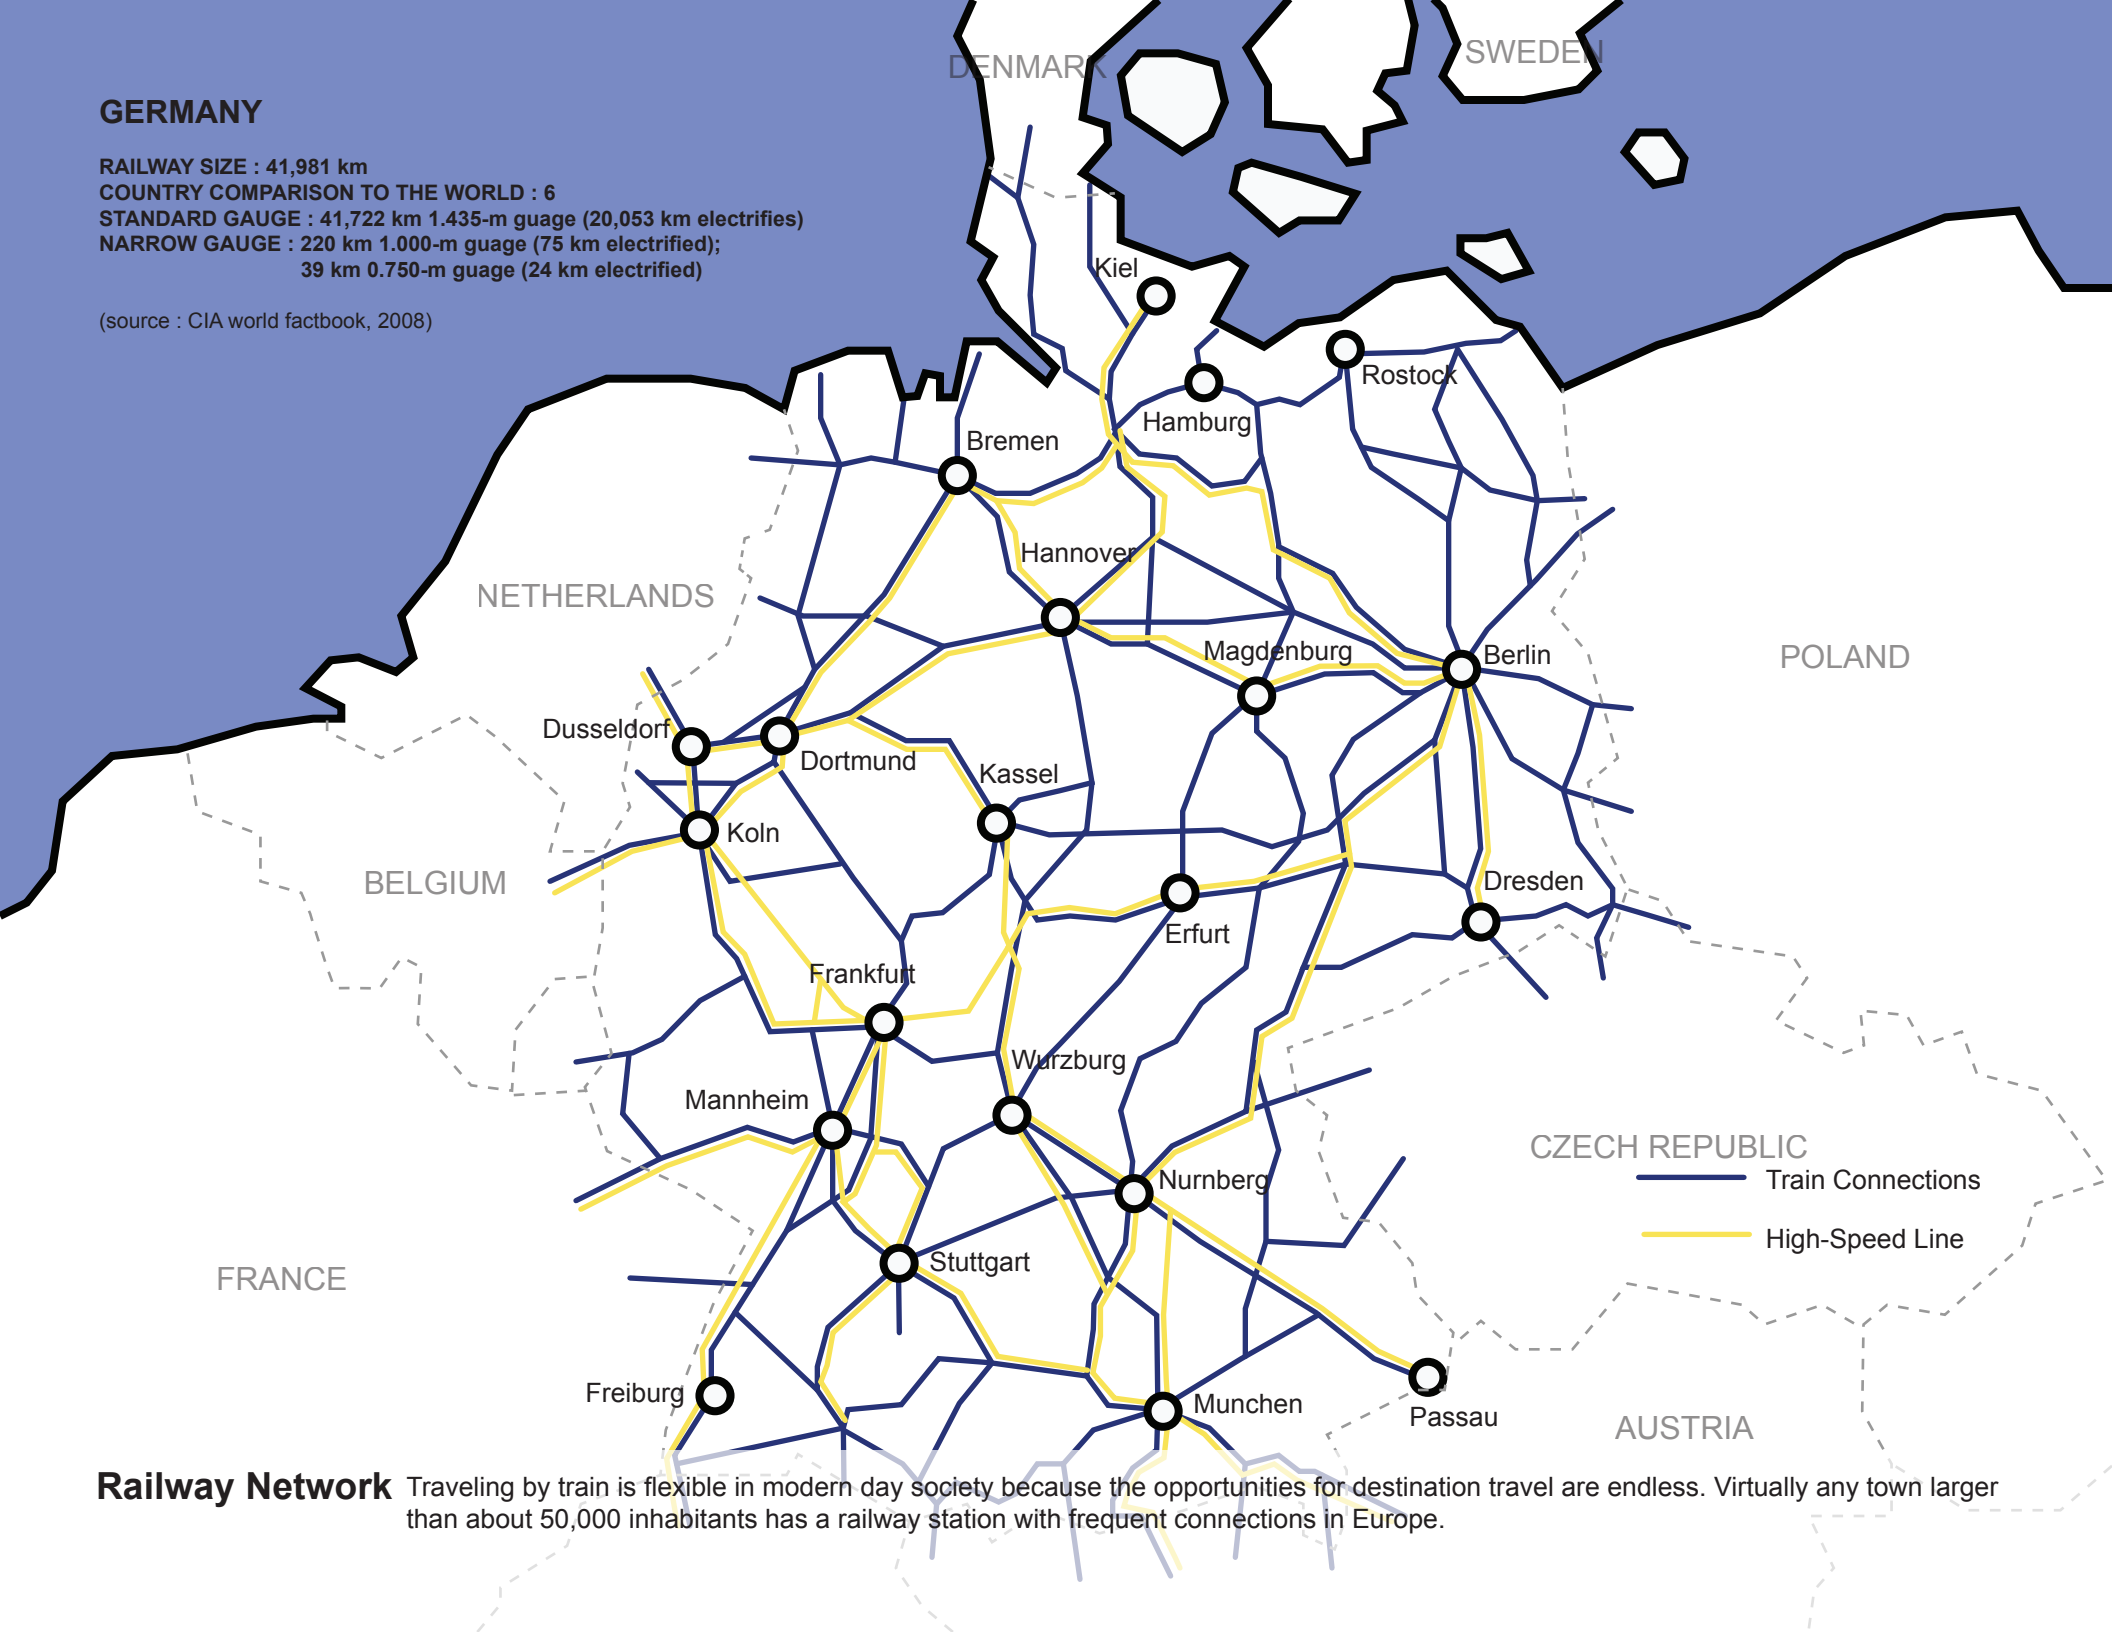 DENMARK
SWEDEN
GERMANY
RAILWAY SIZE : 41,981 km
COUNTRY COMPARISON TO THE WORLD : 6
STANDARD GAUGE : 41,722 km 1.435-m guage (20,053 km electrifies)
NARROW GAUGE : 220 km 1.000-m guage (75 km electrified);
39 km 0.750-m guage (24 km electrified)
(source : CIA world factbook, 2008)
Kiel
Rostock
Hamburg
Bremen
Hannover
NETHERLANDS
Magdenburg
Berlin
POLAND
Dusseldorf
Dortmund
Kassel
Koln
BELGIUM
Dresden
Erfurt
Frankfurt
Wurzburg
Mannheim
CZECH REPUBLIC
Nurnberg
Train Connections
High-Speed Line
Stuttgart
FRANCE
Freiburg
Munchen
Passau
AUSTRIA
Railway Network
Traveling by train is flexible in modern day society because the opportunities for destination travel are endless. Virtually any town larger
than about 50,000 inhabitants has a railway station with frequent connections in Europe.